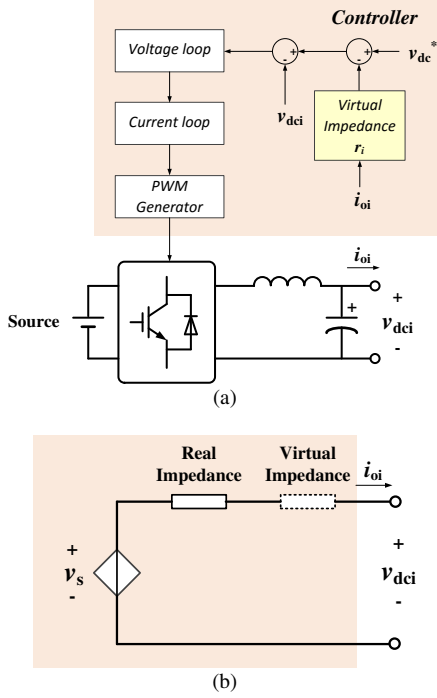 Controller
Voltage loop
+
-
+
-
v_dc*
v_dci
Virtual
Impedance
r_i
Current loop
i_oi
PWM
Generator
i_oi
Source
+
+
v_dci
-
(a)
Real
Impedance
Virtual
Impedance
i_oi
+
v_s
-
+
v_dci
-
(b)